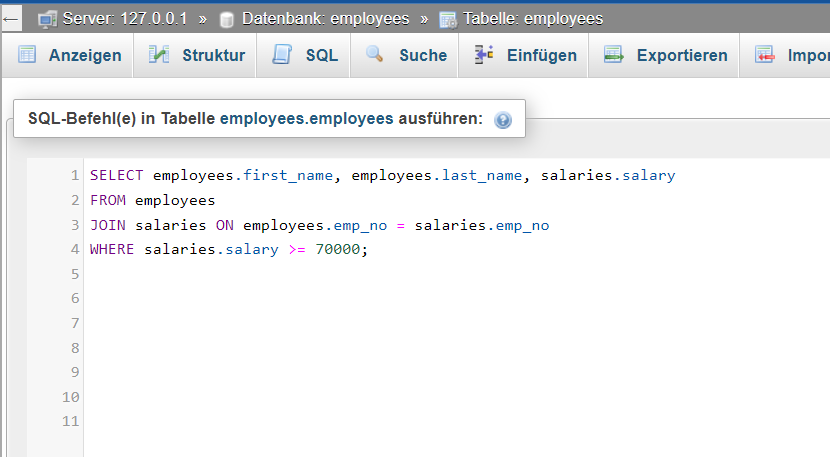 Server: 127.0.0.1 » Datenbank: employees » Tabelle: employees
Anzeigen Struktur SQL Suche Einfügen Exportieren Impor
SQL-Befehl(e) in Tabelle employees.employees ausführen:
1 SELECT employees.first_name, employees.last_name, salaries.salary
2 FROM employees
3 JOIN salaries ON employees.emp_no = salaries.emp_no
4 WHERE salaries.salary >= 70000;
5
6
7
8
9
10
11